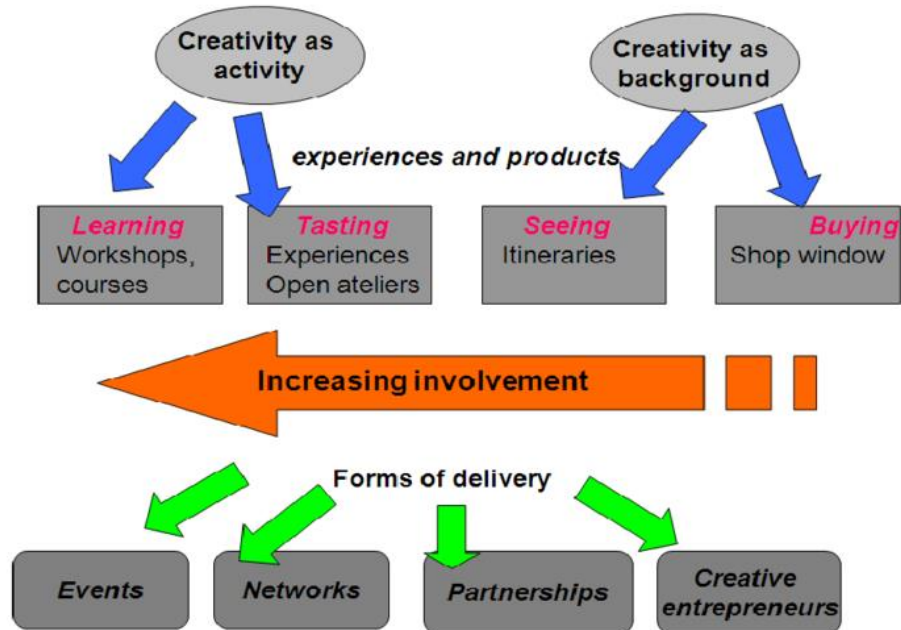 Creativity as
activity
Creativity as
background
experiences and products
Learning
Workshops,
courses
Tasting
Experiences
Open ateliers
Seeing
Itineraries
Buying
Shop window
Increasing involvement
Forms of delivery
Events
Networks
Partnerships
Creative
entrepreneurs